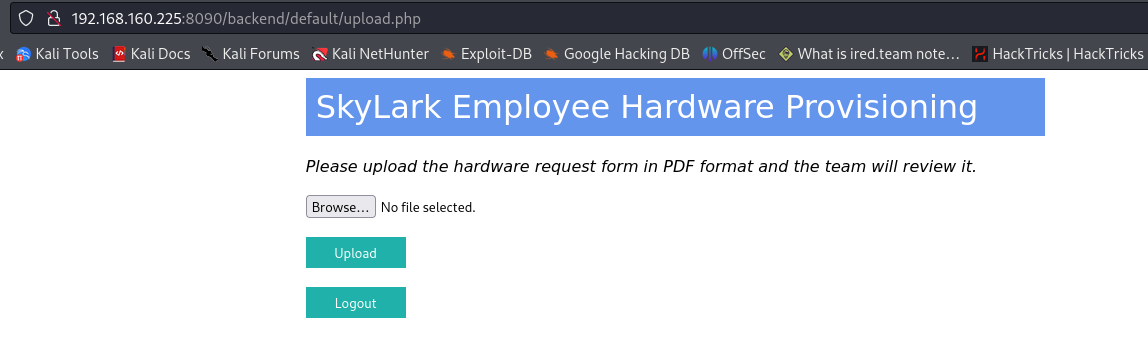 192.168.160.225:8090/backend/default/upload.php
Kali Tools Kali Docs Kali Forums Kali NetHunter Exploit-DB Google Hacking DB OffSec What is ired.team note... HackTricks | HackTricks
SkyLark Employee Hardware Provisioning
Please upload the hardware request form in PDF format and the team will review it.
Browse... No file selected.
Upload
Logout